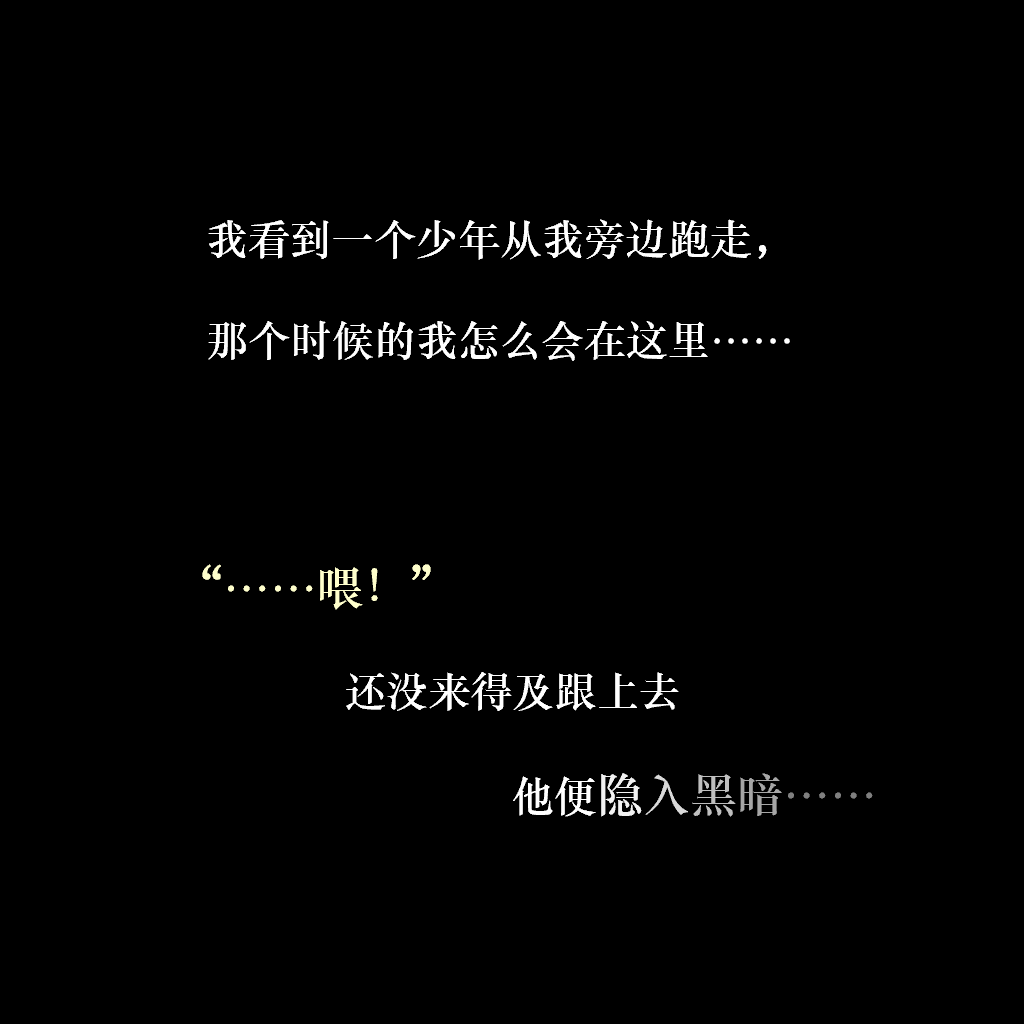 我看到一个少年从我旁边跑走，
那个时候的我怎么会在这里……
“……喂！”
还没来得及跟上去
他便隐入黑暗……